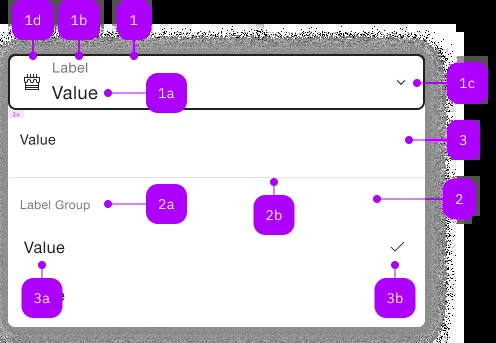 1d 1b 1
Label
Value 1a 1c
2x
Value 3
Label Group 2a 2b 2
Value
3a 3b